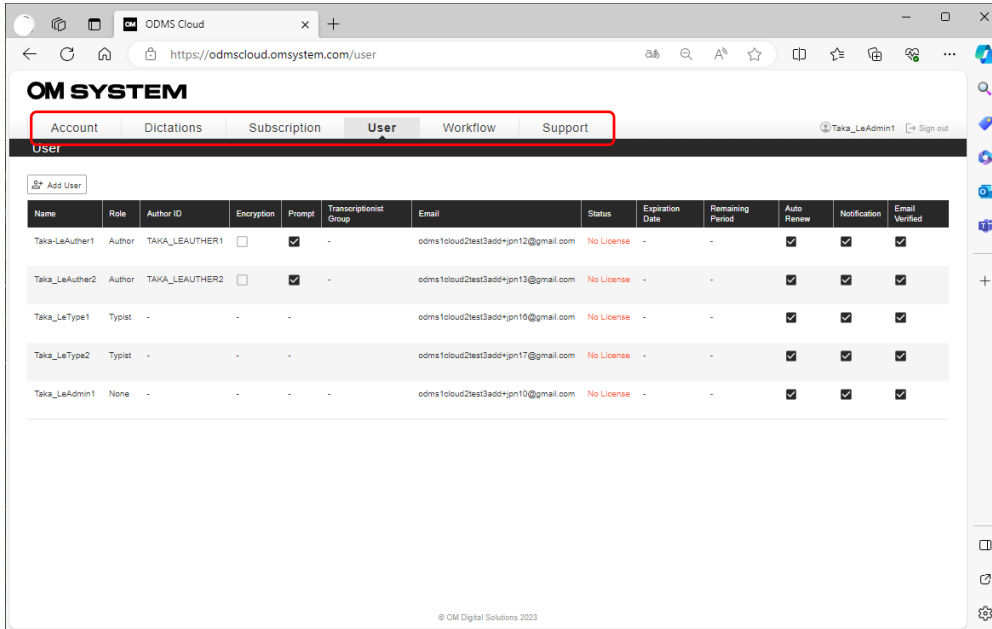 OM ODMS Cloud
https://odmscloud.omsystem.com/user
OM SYSTEM
Account Dictations Subscription User Workflow Support Taka_LeAdmin1 Sign out
User
Add User
Name Role Author ID Encryption Prompt Transcriptionist Group Email Status Expiration Date Remaining Period Auto Renew Notification Email Verified
Taka-LeAuther1 Author TAKA_LEAUTHER1 - odms1cloud2test3add+jpn12@gmail.com No License - -
Taka_LeAuther2 Author TAKA_LEAUTHER2 - odms1cloud2test3add+jpn13@gmail.com No License - -
Taka_LeType1 Typist - - - odms1cloud2test3add+jpn16@gmail.com No License - -
Taka_LeType2 Typist - - - odms1cloud2test3add+jpn17@gmail.com No License - -
Taka_LeAdmin1 None - - - - odms1cloud2test3add+jpn10@gmail.com No License - -
© OM Digital Solutions 2023